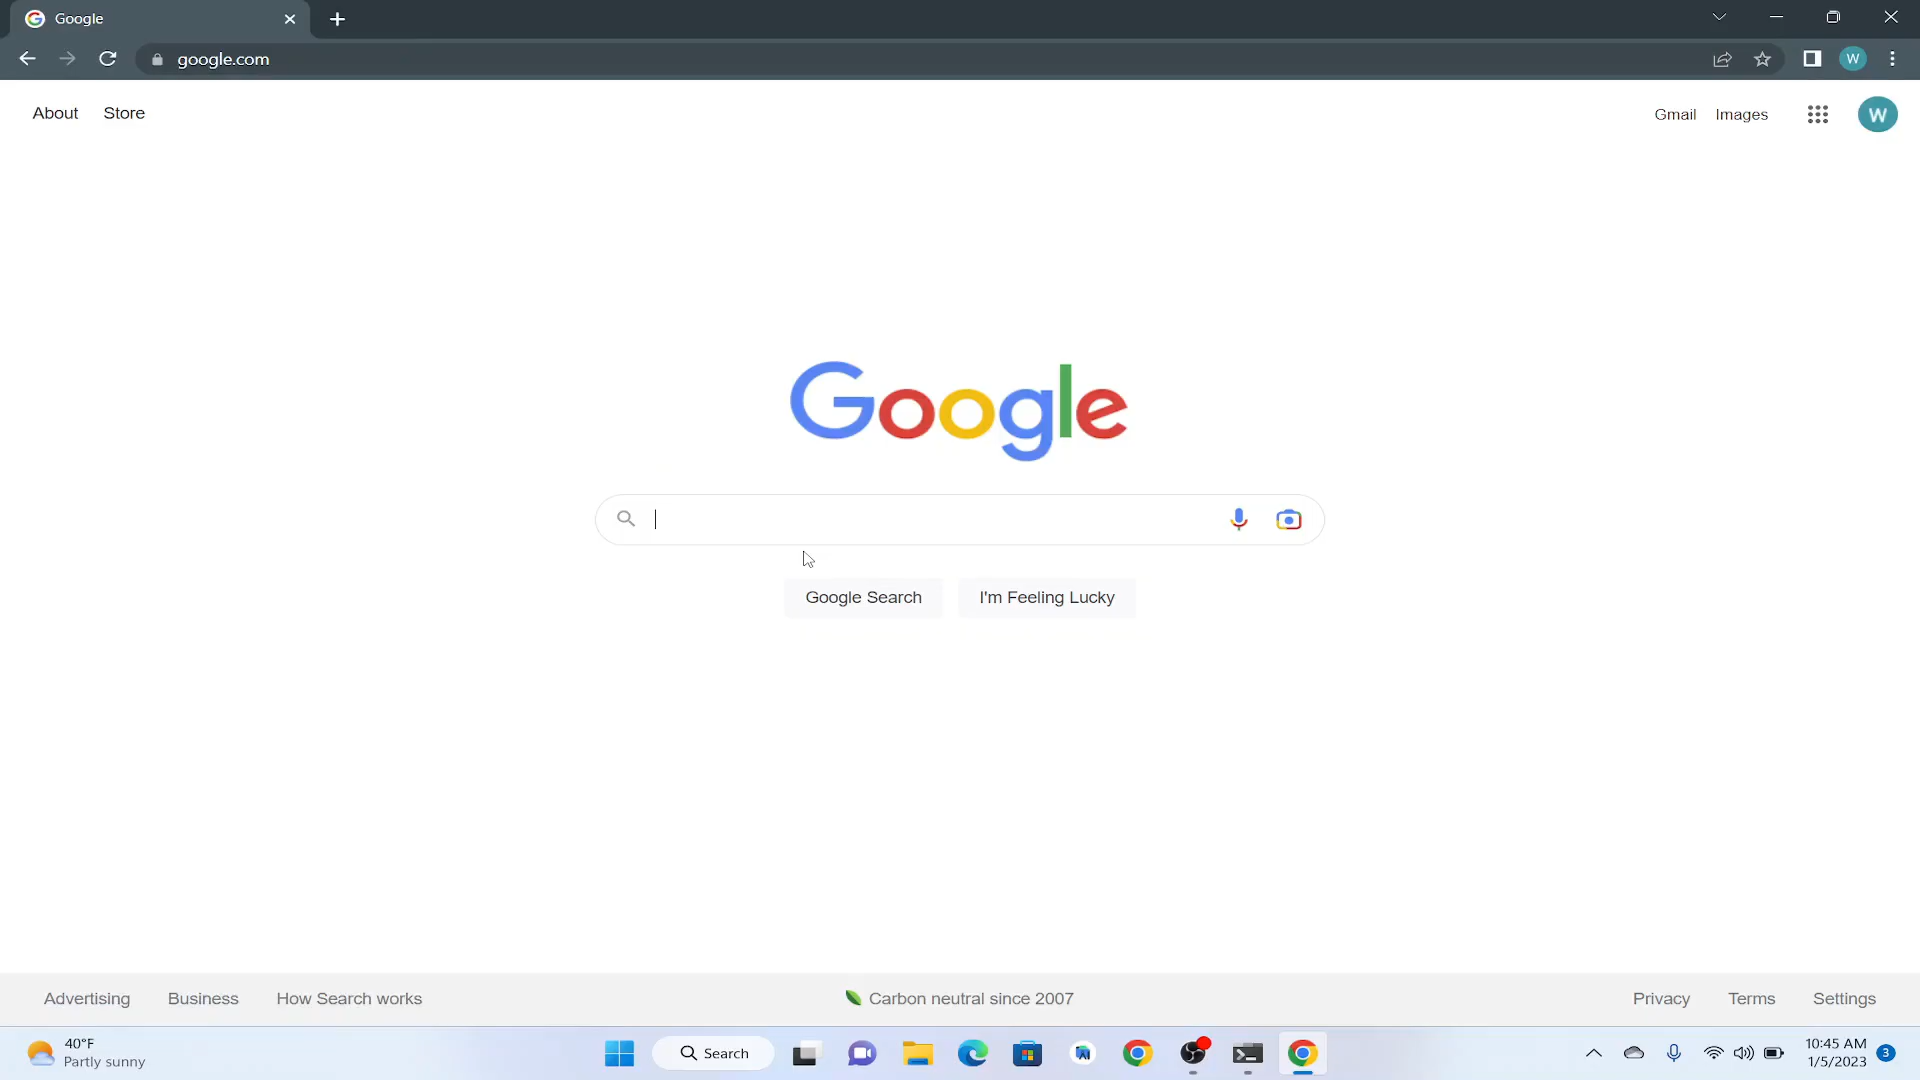 Google
google.com
W
About
Store
Gmail
Images
W
Google
Google Search
I'm Feeling Lucky
Advertising
Business
How Search works
Carbon neutral since 2007
Privacy
Terms
Settings
40°F
Partly sunny
Search
10:45 AM
1/5/2023
3